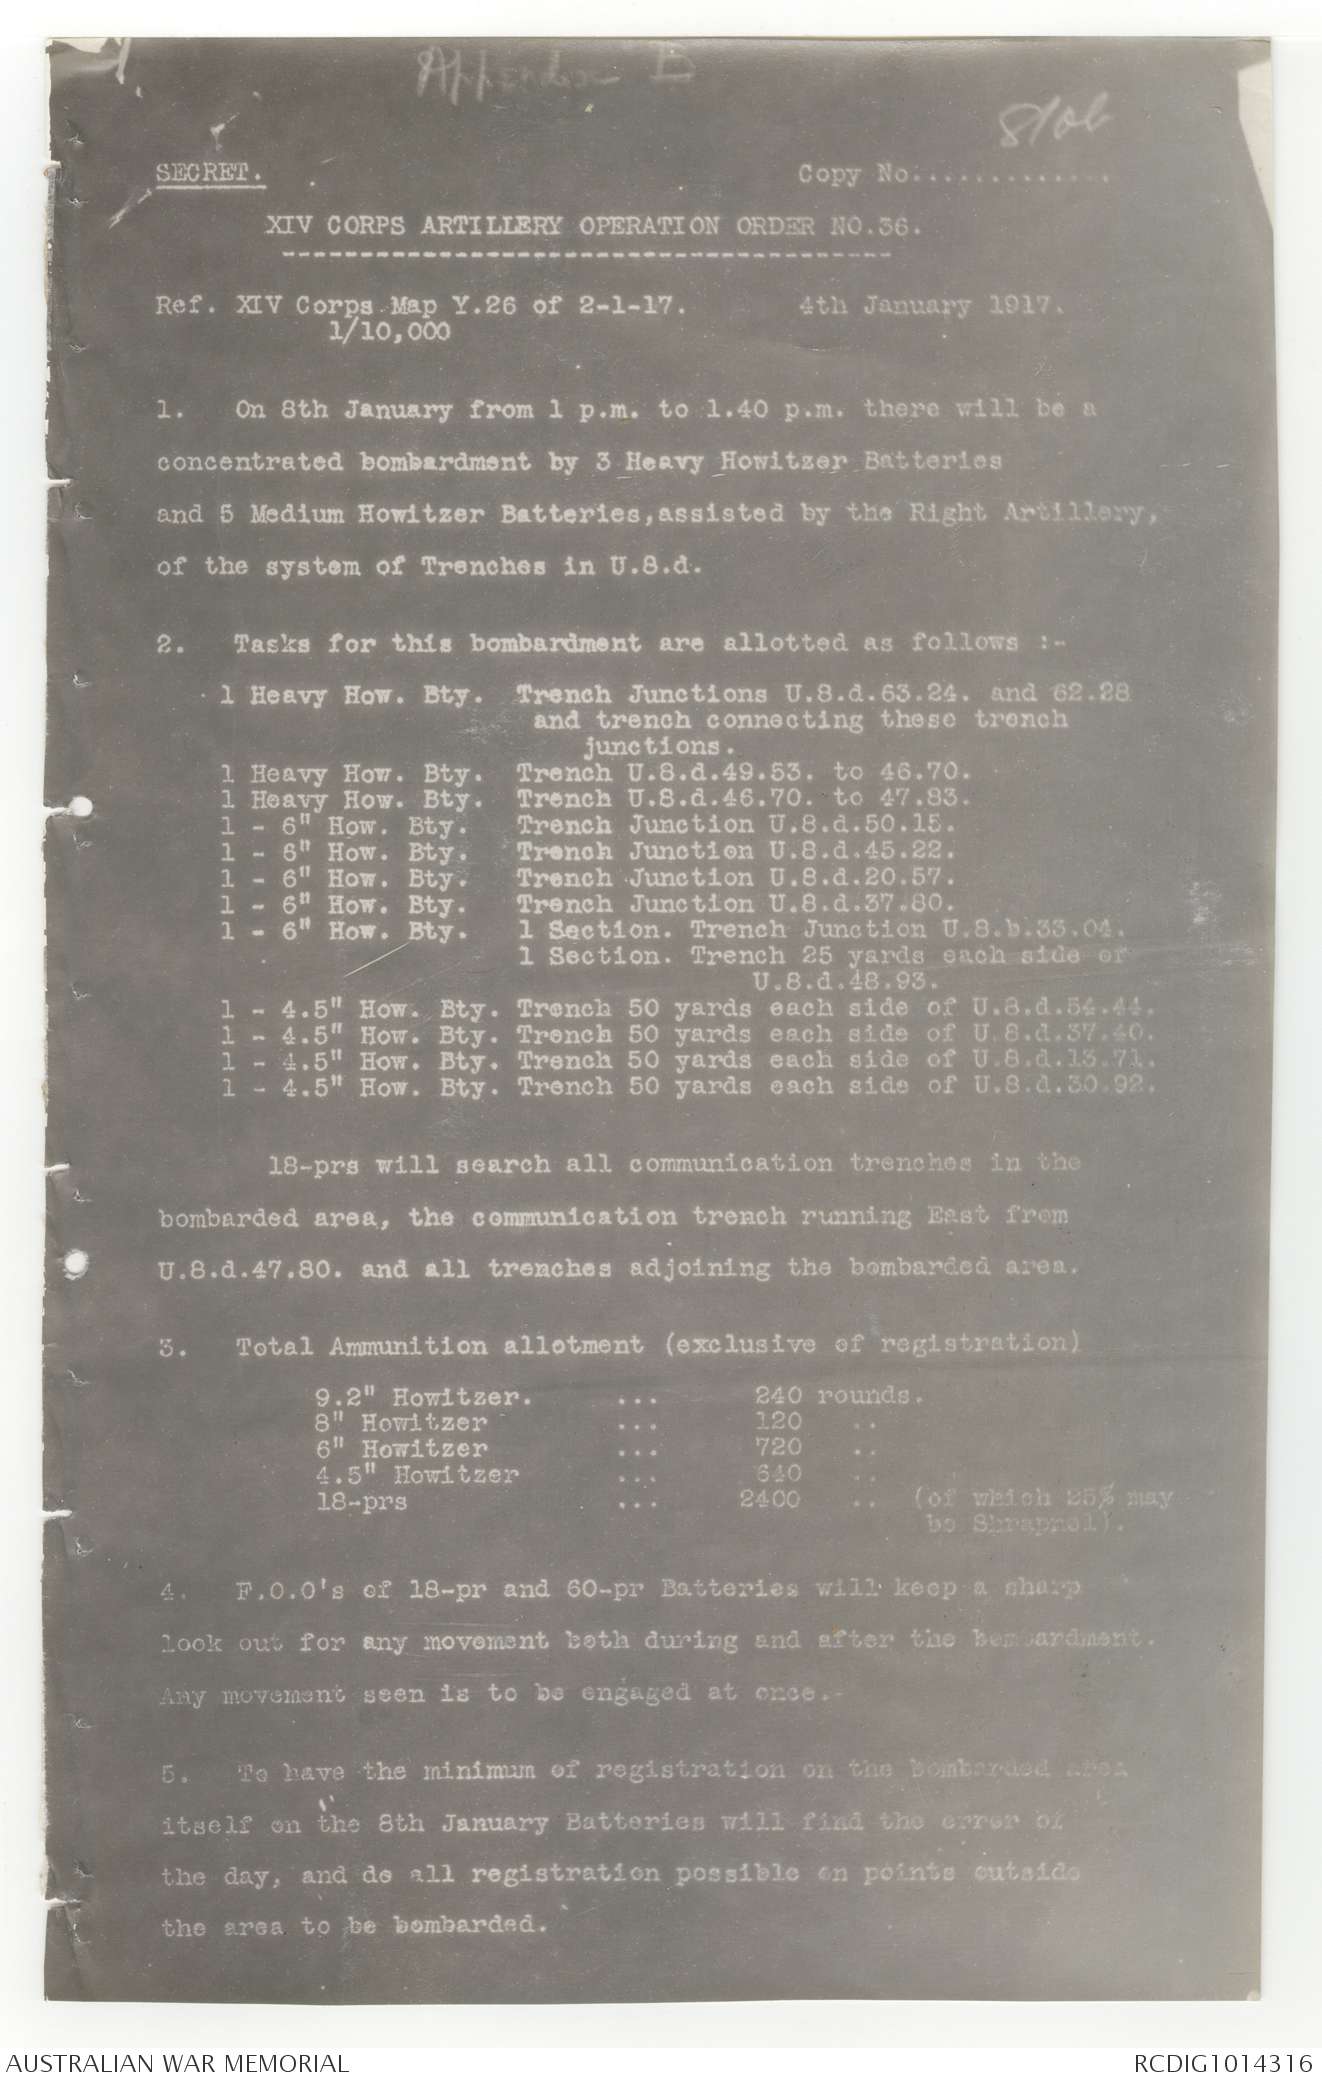 Appendix E
SECRET.
Copy No.............
XIV CORPS ARTILLERY OPERATION ORDER NO.36.
Ref. XIV Corps Map Y.26 of 2-1-17.    4th January 1917.
1/10,000
1. On 8th January from 1 p.m. to 1.40 p.m. there will be a
concentrated bombardment by 3 Heavy Howitzer Batteries
and 5 Medium Howitzer Batteries,assisted by the Right Artillery,
of the system of Trenches in U.8.d.
2. Tasks for this bombardment are allotted as follows :-
1 Heavy How. Bty. Trench Junctions U.8.d.63.24. and 62.28
and trench connecting these trench
junctions.
1 Heavy How. Bty. Trench U.8.d.49.53. to 46.70.
1 Heavy How. Bty. Trench U.8.d.46.70. to 47.83.
1 - 6" How. Bty. Trench Junction U.8.d.50.15.
1 - 6" How. Bty. Trench Junction U.8.d.45.22.
1 - 6" How. Bty. Trench Junction U.8.d.20.57.
1 - 6" How. Bty. Trench Junction U.8.d.37.80.
1 - 6" How. Bty. 1 Section. Trench Junction U.8.b.33.04.
1 Section. Trench 25 yards each side of
U.8.d.48.93.
1 - 4.5" How. Bty. Trench 50 yards each side of U.8.d.54.44.
1 - 4.5" How. Bty. Trench 50 yards each side of U.8.d.37.40.
1 - 4.5" How. Bty. Trench 50 yards each side of U.8.d.13.71.
1 - 4.5" How. Bty. Trench 50 yards each side of U.8.d.30.92.
18-prs will search all communication trenches in the
bombarded area, the communication trench running East from
U.8.d.47.80. and all trenches adjoining the bombarded area.
3. Total Ammunition allotment (exclusive of registration)
9.2" Howitzer. ... 240 rounds.
8" Howitzer ... 120 ..
6" Howitzer ... 720 ..
4.5" Howitzer ... 640 ..
18-prs ... 2400 .. (of which 25% may
be Shrapnel).
4. F.O.O's of 18-pr and 60-pr Batteries will keep a sharp
look out for any movement both during and after the bombardment.
Any movement seen is to be engaged at once.-
5. To have the minimum of registration on the bombarded area
itself on the 8th January Batteries will find the error of
the day, and do all registration possible on points outside
the area to be bombarded.
AUSTRALIAN WAR MEMORIAL
RCDIG1014316